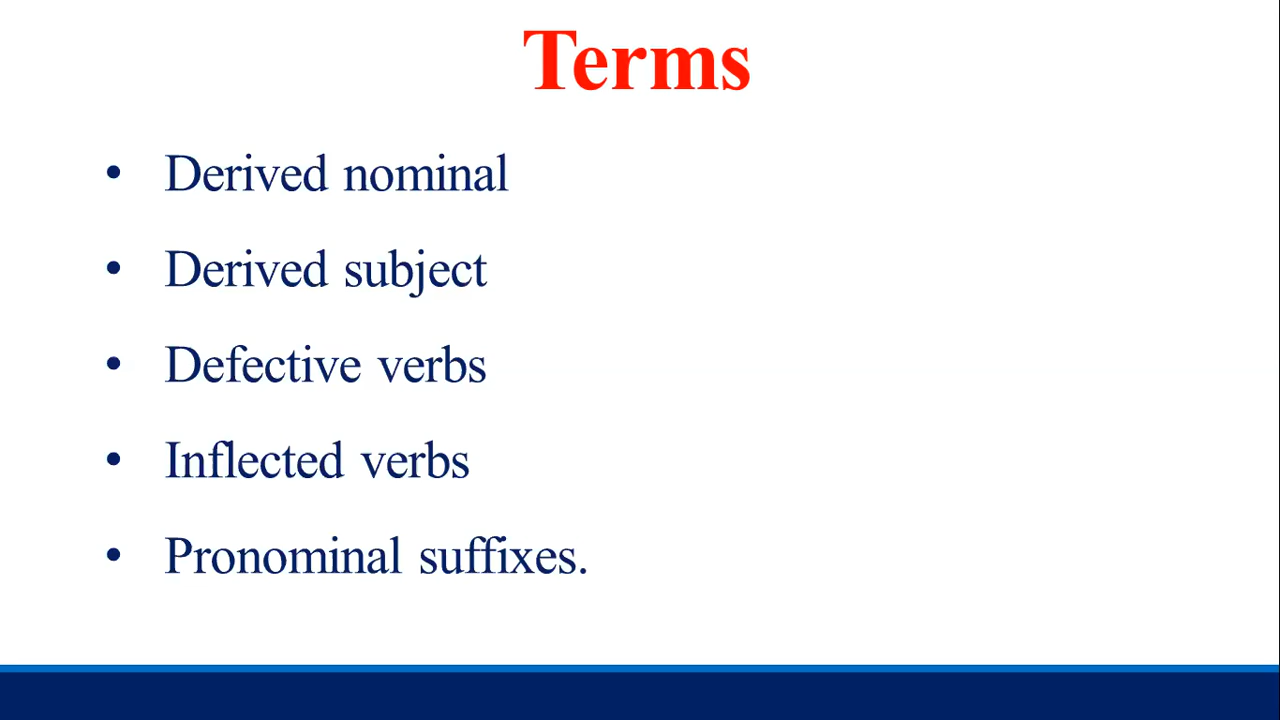 Terms
• Derived nominal
• Derived subject
• Defective verbs
• Inflected verbs
• Pronominal suffixes.